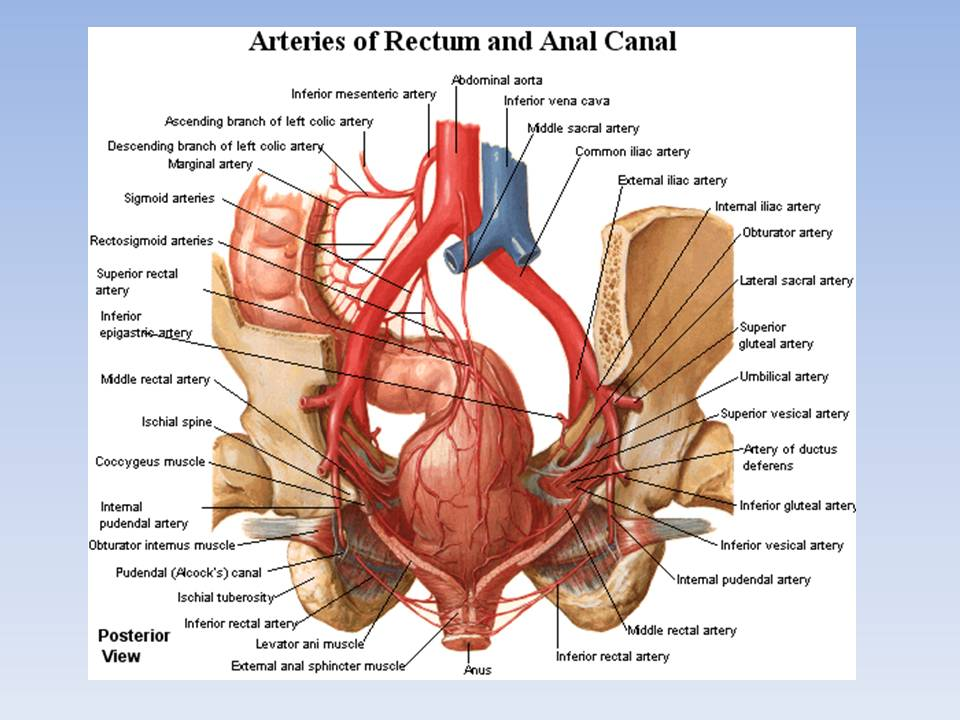 Arteries of Rectum and Anal Canal
Abdominal aorta
Inferior mesenteric artery
Inferior vena cava
Ascending branch of left colic artery
Middle sacral artery
Descending branch of left colic artery
Common iliac artery
Marginal artery
External iliac artery
Sigmoid arteries
Internal iliac artery
Obturator artery
Rectosigmoid arteries
Superior rectal
artery
Lateral sacral artery
Inferior
epigastric artery
Superior
gluteal artery
Middle rectal artery
Umbilical artery
Ischial spine
Superior vesical artery
Coccygeus muscle
Artery of ductus
deferens
Internal
pudendal artery
Inferior gluteal artery
Obturator internus muscle
Inferior vesical artery
Pudendal (Alcock's) canal
Internal pudendal artery
Ischial tuberosity
Inferior rectal artery
Middle rectal artery
Levator ani muscle
Inferior rectal artery
External anal sphincter muscle
Anus
Posterior
View